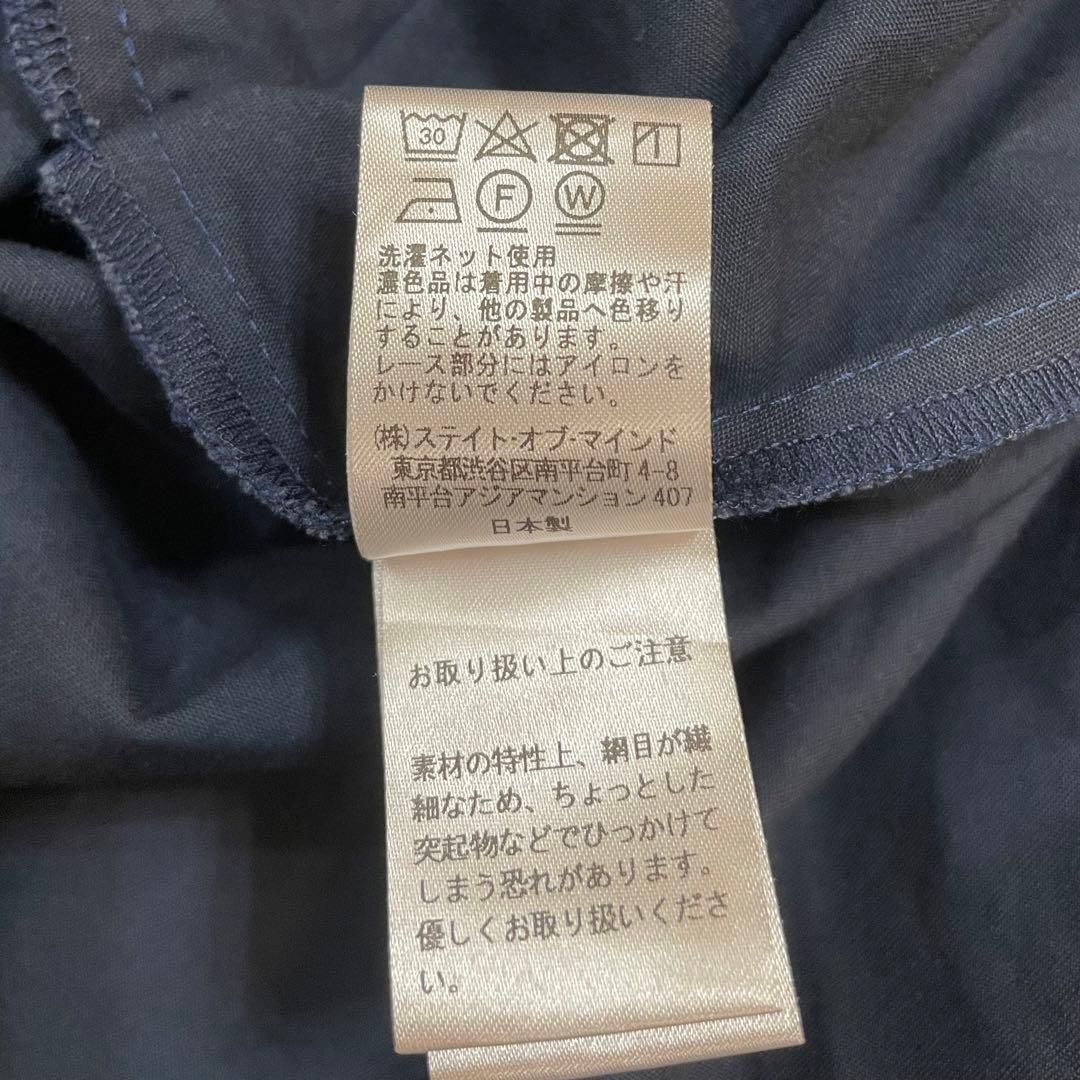 30
F W
洗濯ネット使用
濃色品は着用中の摩擦や汗
により、他の製品へ色移り
することがあります。
レース部分にはアイロンを
かけないでください。
(株)ステイト・オブ・マインド
東京都渋谷区南平台町4-8
南平台アジアマンション407
日本製
お取り扱い上のご注意
素材の特性上、網目が繊
細なため、ちょっとした
突起物などでひっかけて
しまう恐れがあります。
優しくお取り扱いくださ
い。